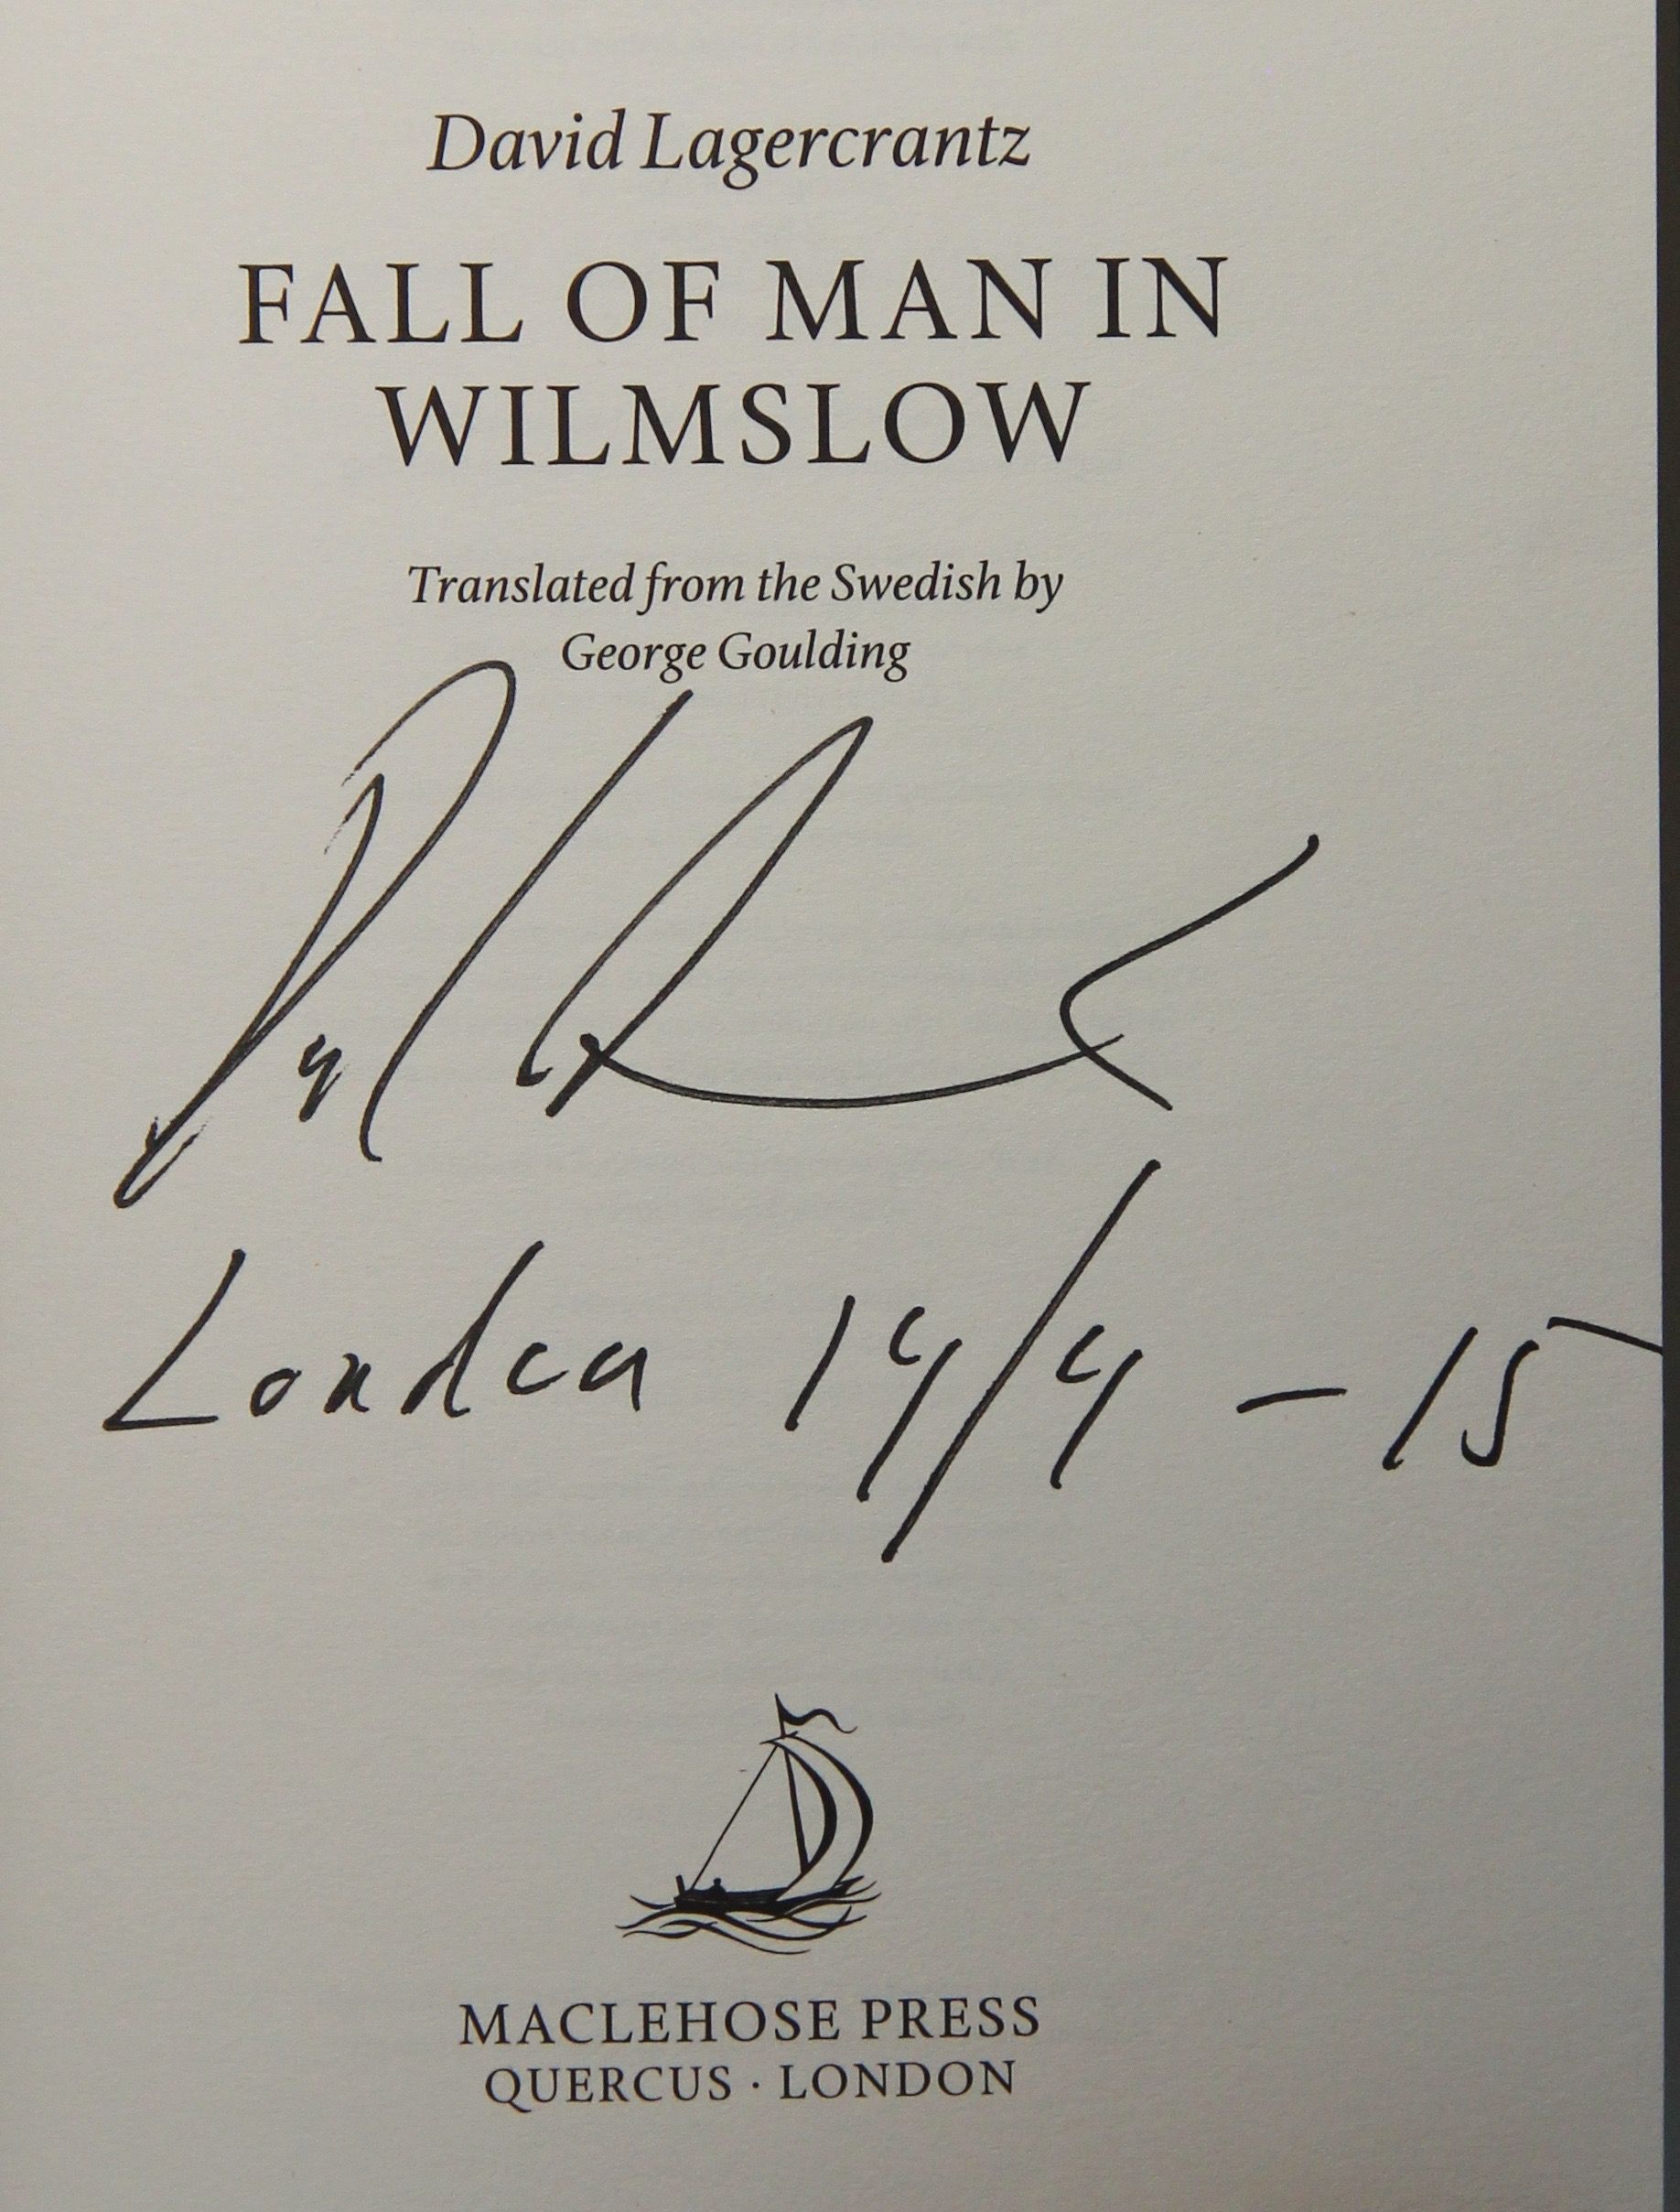 David Lagercrantz
FALL OF MAN IN
WILMSLOW
Translated from the Swedish by
George Goulding
London 14/4 – 15
MACLEHOSE PRESS
QUERCUS · LONDON